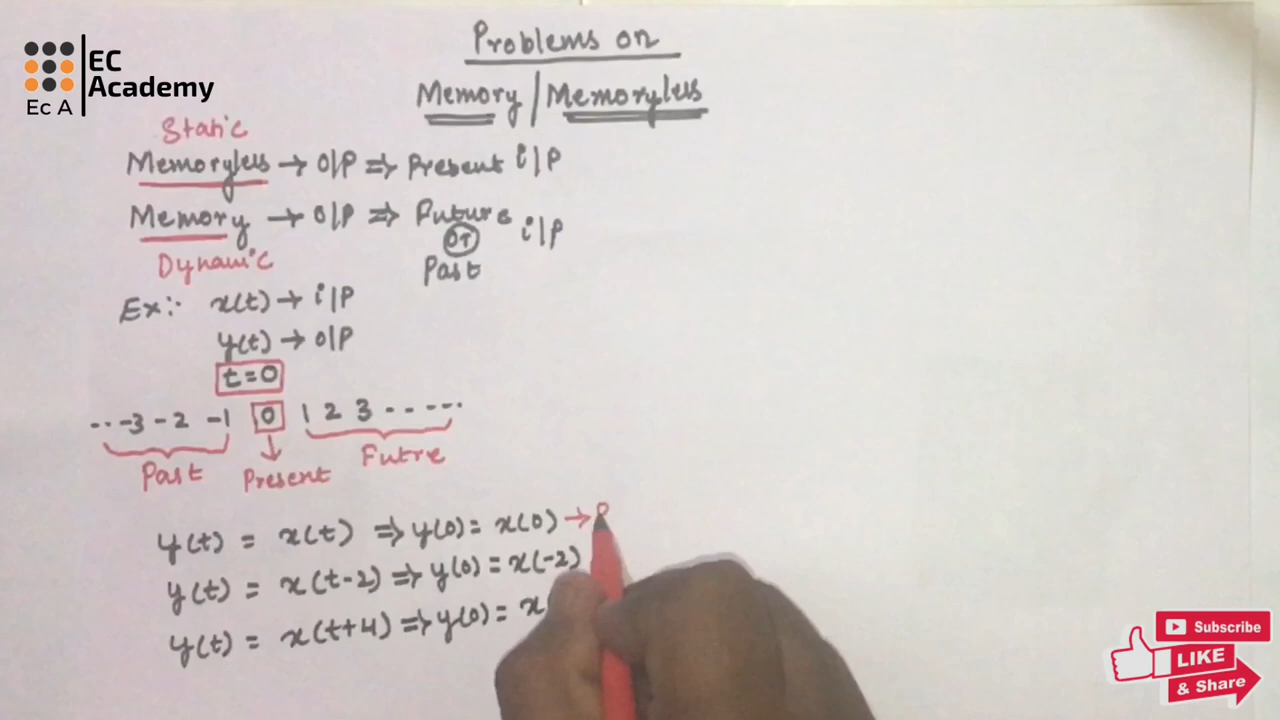 EC
Academy
Ec A
Problems on
Memory / Memoryless
Static
Memoryless → O|P ⇒ Present i|P
Memory → O|P ⇒ Future
or
Past
i|P
Dynamic
Ex:- x(t) → i|P
y(t) → O|P
t=0
.. -3 -2 -1 0 1 2 3 - - - - - .
Past
Present
Futre
y(t) = x(t) ⇒ y(0) = x(0) →
y(t) = x(t-2) ⇒ y(0) = x(-2)
y(t) = x(t+4) ⇒ y(0) = x
Subscribe
LIKE
& Share